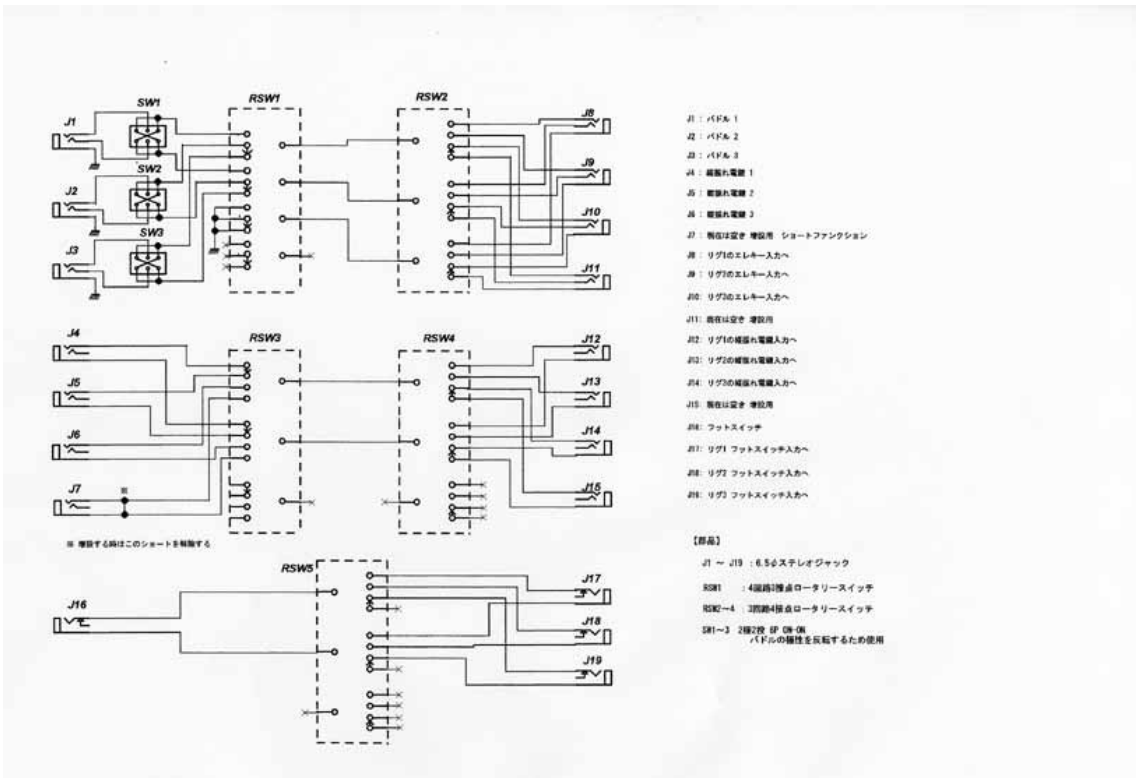 SW1
RSW1
RSW2
J1
J8
SW2
J9
J2
J10
SW3
J3
J11
J4
RSW3
RSW4
J12
J5
J13
J6
J14
J7
※
J15
※ 増設する時はこのショートを解除する
RSW5
J16
J17
J18
J19
J1 : パドル 1
J2 : パドル 2
J3 : パドル 3
J4 : 縦振れ電鍵 1
J5 : 縦振れ電鍵 2
J6 : 縦振れ電鍵 3
J7 : 現在は空き 増設用 ショートファンクション
J8 : リグ1のエレキー入力へ
J9 : リグ2のエレキー入力へ
J10: リグ3のエレキー入力へ
J11: 現在は空き 増設用
J12: リグ1の縦振れ電鍵入力へ
J13: リグ2の縦振れ電鍵入力へ
J14: リグ3の縦振れ電鍵入力へ
J15: 現在は空き 増設用
J16: フットスイッチ
J17: リグ1 フットスイッチ入力へ
J18: リグ2 フットスイッチ入力へ
J19: リグ3 フットスイッチ入力へ
【部品】
J1 ～ J19 : 6.5φステレオジャック
RSW1 : 4回路3接点ロータリースイッチ
RSW2～4 : 3回路4接点ロータリースイッチ
SW1～3 2極2投 6P ON-ON
パドルの極性を反転するため使用